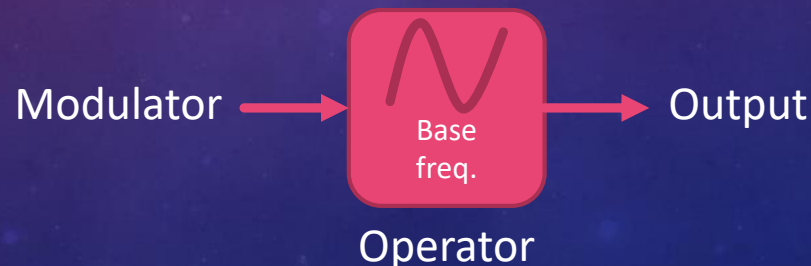 Modulator
Base
freq.
Output
Operator